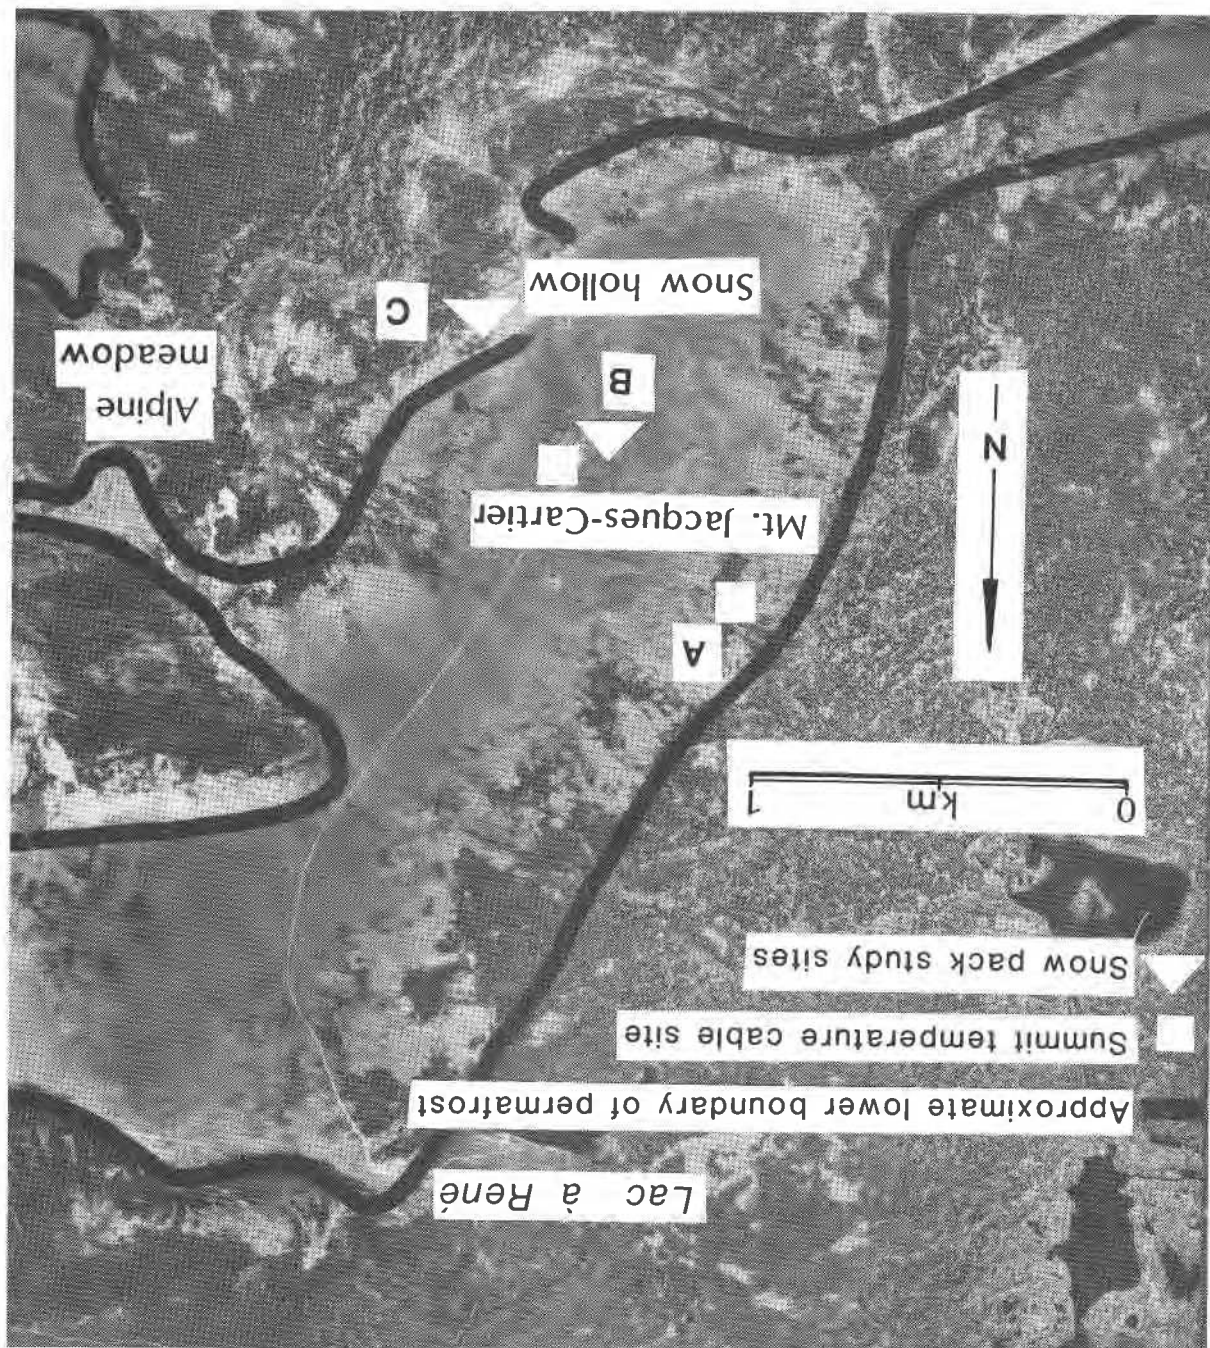 Lac à René
Approximate lower boundary of permafrost
Summit temperature cable site
Snow pack study sites
0 km 1
A
Mt. Jacques-Cartier
N
Alpine
meadow
B
C
Snow hollow